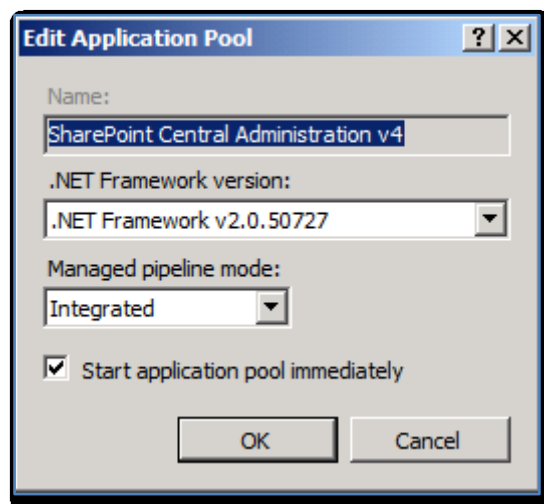 Edit Application Pool
Name:
SharePoint Central Administration v4
.NET Framework version:
.NET Framework v2.0.50727
Managed pipeline mode:
Integrated
Start application pool immediately
OK Cancel